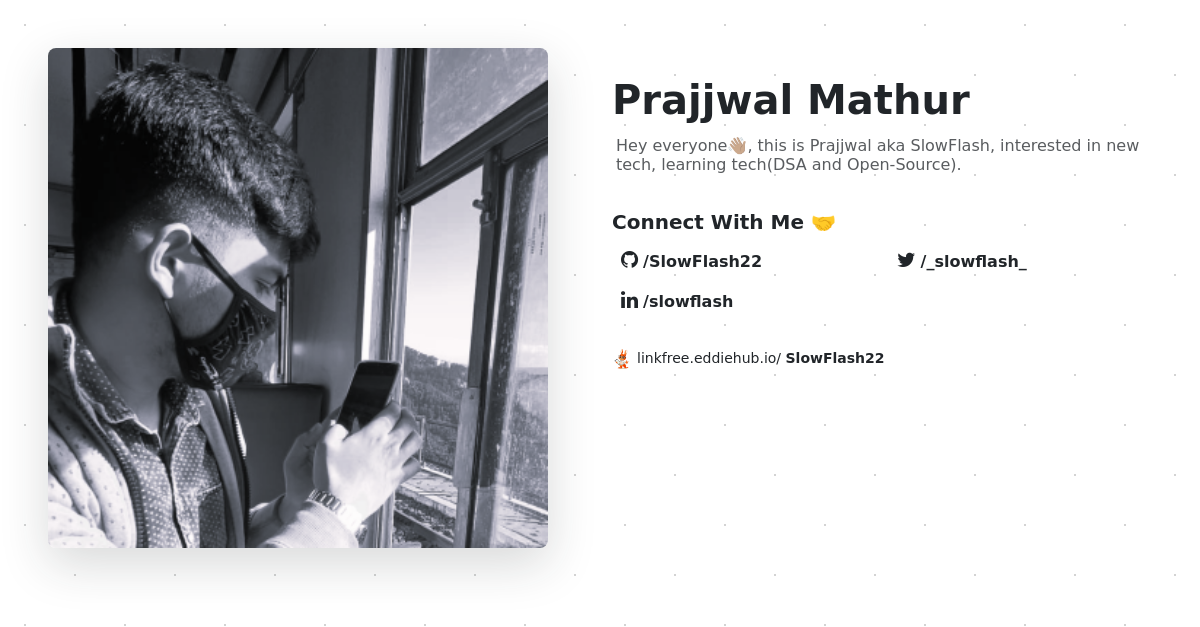 Prajjwal Mathur
Hey everyone👋🏼, this is Prajjwal aka SlowFlash, interested in new
tech, learning tech(DSA and Open-Source).
Connect With Me 🤝
/SlowFlash22
/_slowflash_
/slowflash
linkfree.eddiehub.io/ SlowFlash22